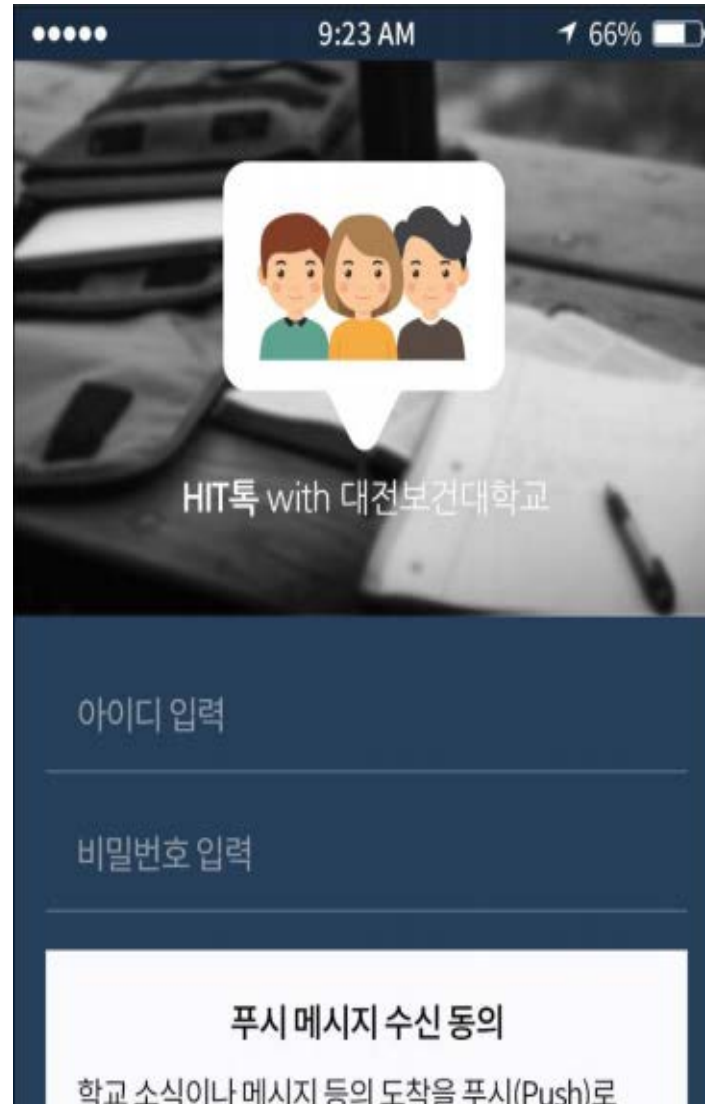 9:23 AM 66%
HIT톡 with 대전보건대학교
아이디 입력
비밀번호 입력
푸시 메시지 수신 동의
학교 소식이나 메시지 등의 도착을 푸시(Push)로